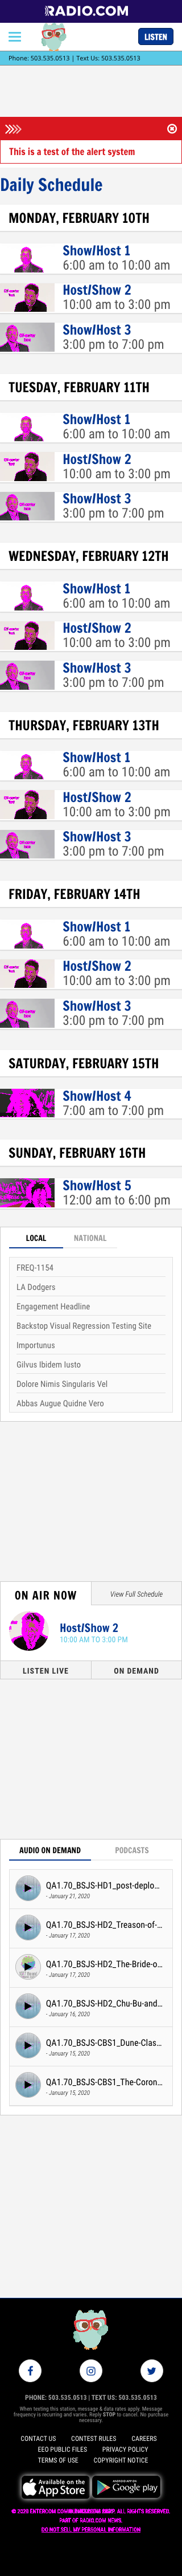 RADIO.COM
LISTEN
Phone: 503.535.0513 | Text Us: 503.535.0513
This is a test of the alert system
Daily Schedule
MONDAY, FEBRUARY 10TH
Show/Host 1
6:00 am to 10:00 am
Host/Show 2
10:00 am to 3:00 pm
Show/Host 3
3:00 pm to 7:00 pm
TUESDAY, FEBRUARY 11TH
Show/Host 1
6:00 am to 10:00 am
Host/Show 2
10:00 am to 3:00 pm
Show/Host 3
3:00 pm to 7:00 pm
WEDNESDAY, FEBRUARY 12TH
Show/Host 1
6:00 am to 10:00 am
Host/Show 2
10:00 am to 3:00 pm
Show/Host 3
3:00 pm to 7:00 pm
THURSDAY, FEBRUARY 13TH
Show/Host 1
6:00 am to 10:00 am
Host/Show 2
10:00 am to 3:00 pm
Show/Host 3
3:00 pm to 7:00 pm
FRIDAY, FEBRUARY 14TH
Show/Host 1
6:00 am to 10:00 am
Host/Show 2
10:00 am to 3:00 pm
Show/Host 3
3:00 pm to 7:00 pm
SATURDAY, FEBRUARY 15TH
Show/Host 4
7:00 am to 7:00 pm
SUNDAY, FEBRUARY 16TH
Show/Host 5
12:00 am to 6:00 pm
LOCAL NATIONAL
FREQ-1154
LA Dodgers
Engagement Headline
Backstop Visual Regression Testing Site
Importunus
Gilvus Ibidem Iusto
Dolore Nimis Singularis Vel
Abbas Augue Quidne Vero
ON AIR NOW
View Full Schedule
Host/Show 2
10:00 AM TO 3:00 PM
LISTEN LIVE ON DEMAND
AUDIO ON DEMAND PODCASTS
QA1.70_BSJS-HD1_post-deplo...
- January 21, 2020
QA1.70_BSJS-HD2_Treason-of-...
- January 17, 2020
QA1.70_BSJS-HD2_The-Bride-o...
- January 17, 2020
QA1.70_BSJS-HD2_Chu-Bu-and...
- January 16, 2020
QA1.70_BSJS-CBS1_Dune-Clas...
- January 15, 2020
QA1.70_BSJS-CBS1_The-Coron...
- January 15, 2020
PHONE: 503.535.0513 | TEXT US: 503.535.0513
When texting this station, message & data rates apply. Message
frequency is recurring and varies. Reply STOP to cancel. No purchase
necessary.
CONTACT US CONTEST RULES CAREERS
EEO PUBLIC FILES PRIVACY POLICY
TERMS OF USE COPYRIGHT NOTICE
Available on the
App Store
ANDROID APP ON
Google play
ALL RIGHTS RESERVED.
PART OF RADIO.COM NEWS
DO NOT SELL MY PERSONAL INFORMATION